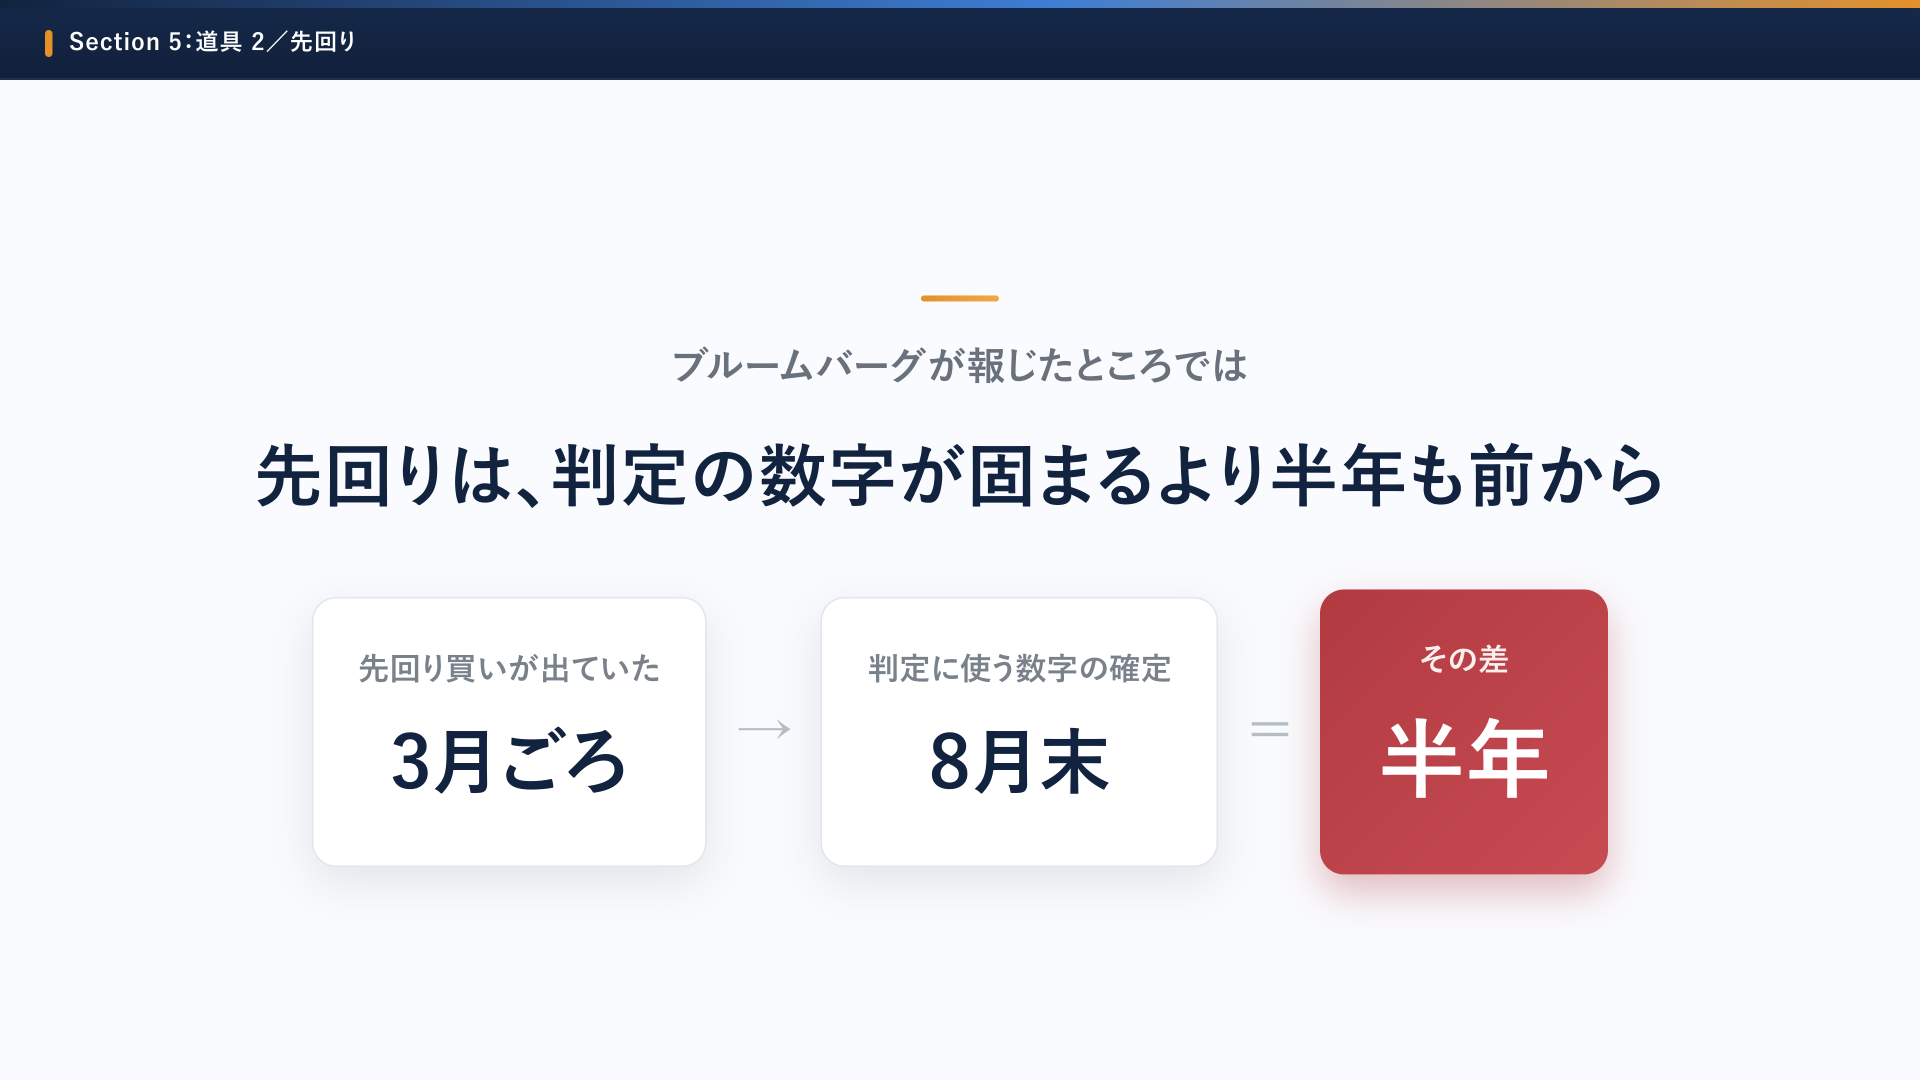 Section 5：道具 2／先回り
ブルームバーグが報じたところでは
先回りは、判定の数字が固まるより半年も前から
先回り買いが出ていた
3月ごろ
→
判定に使う数字の確定
8月末
＝
その差
半年